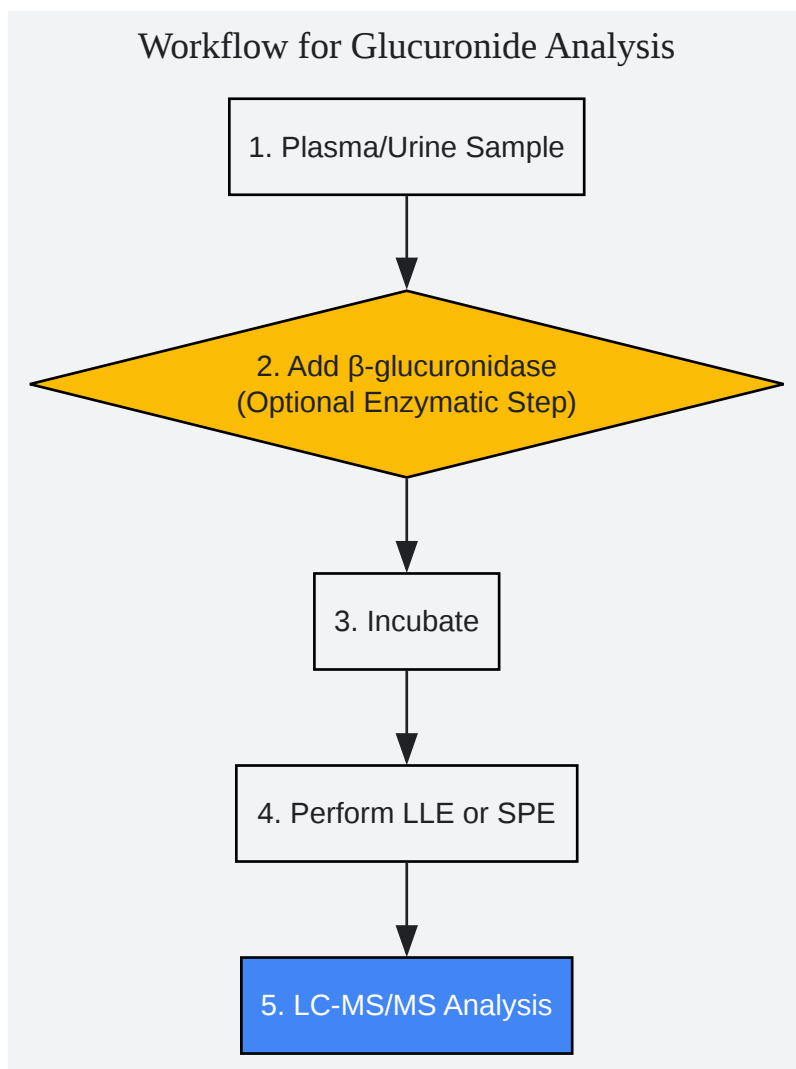 Workflow for Glucuronide Analysis
1. Plasma/Urine Sample
2. Add β-glucuronidase
(Optional Enzymatic Step)
3. Incubate
4. Perform LLE or SPE
5. LC-MS/MS Analysis